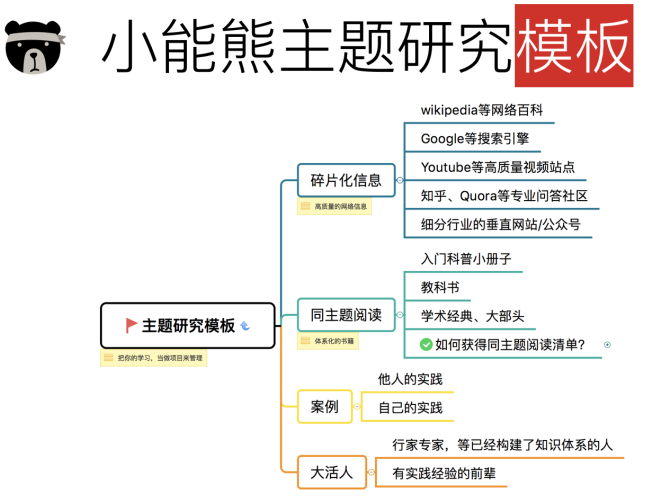 小能熊主题研究模板
wikipedia等网络百科
Google等搜索引擎
碎片化信息
Youtube等高质量视频站点
高质量的网络信息
知乎、Quora等专业问答社区
细分行业的垂直网站/公众号
入门科普小册子
教科书
同主题阅读
学术经典、大部头
体系化的书籍
如何获得同主题阅读清单?
主题研究模板
把你的学习，当做项目来管理
他人的实践
案例
自己的实践
行家专家，等已经构建了知识体系的人
大活人
有实践经验的前辈